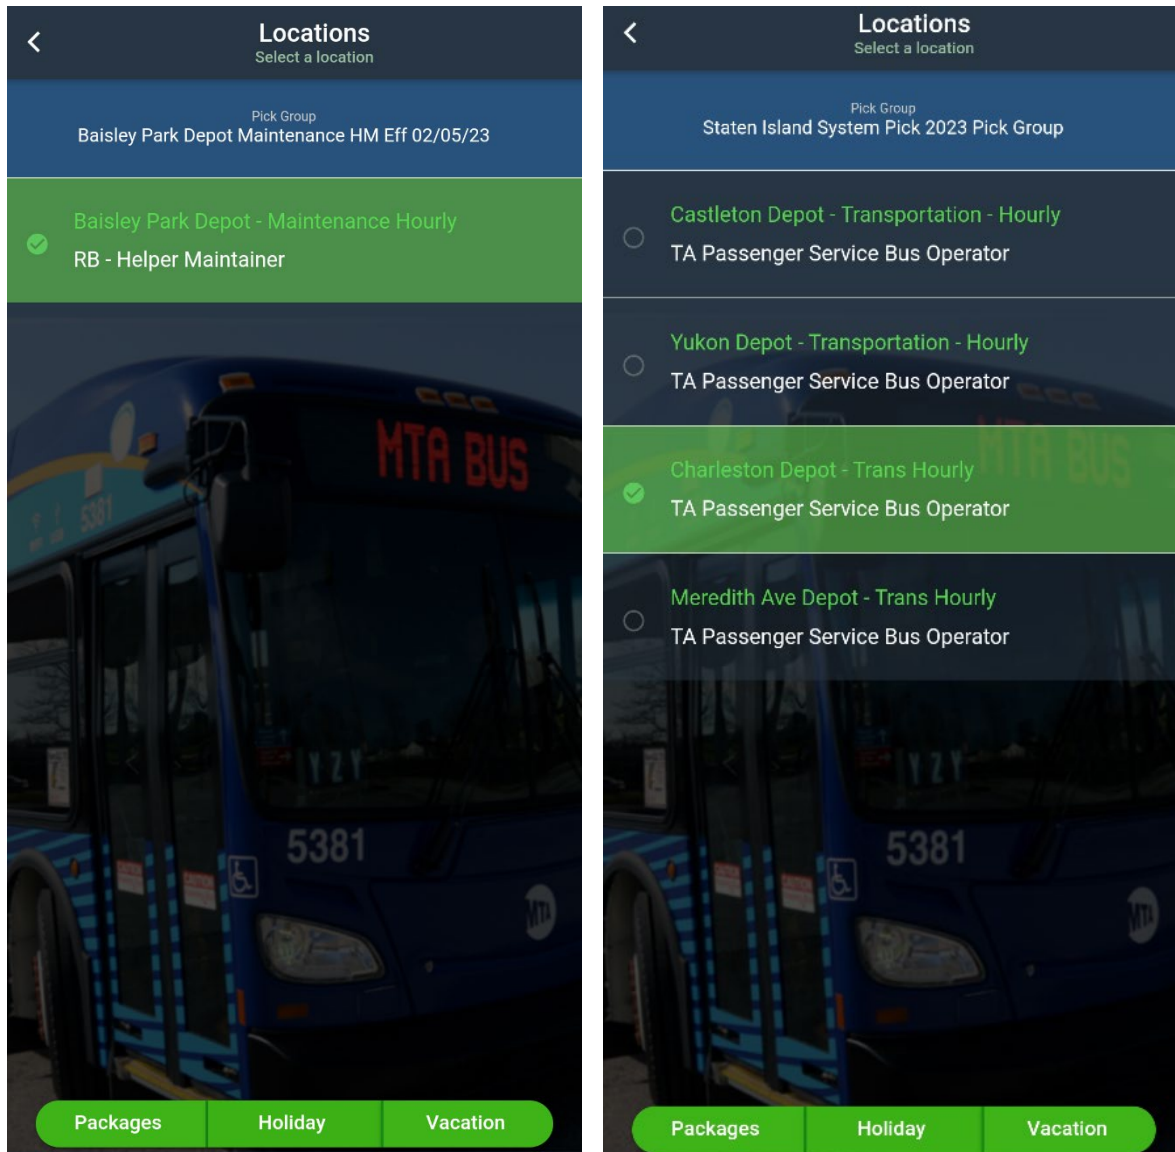 Locations
Select a location
Pick Group
Baisley Park Depot Maintenance HM Eff 02/05/23
Baisley Park Depot - Maintenance Hourly
RB - Helper Maintainer
MTA BUS
5381
5381
MTA
Packages
Holiday
Vacation
Locations
Select a location
Pick Group
Staten Island System Pick 2023 Pick Group
Castleton Depot - Transportation - Hourly
TA Passenger Service Bus Operator
Yukon Depot - Transportation - Hourly
TA Passenger Service Bus Operator
Charleston Depot - Trans Hourly
TA Passenger Service Bus Operator
MTA BUS
Meredith Ave Depot - Trans Hourly
TA Passenger Service Bus Operator
5381
MTA
Packages
Holiday
Vacation